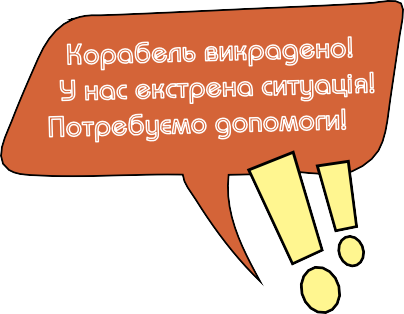 Корабель викрадено!
У нас екстрена ситуація!
Потребуємо допомоги!